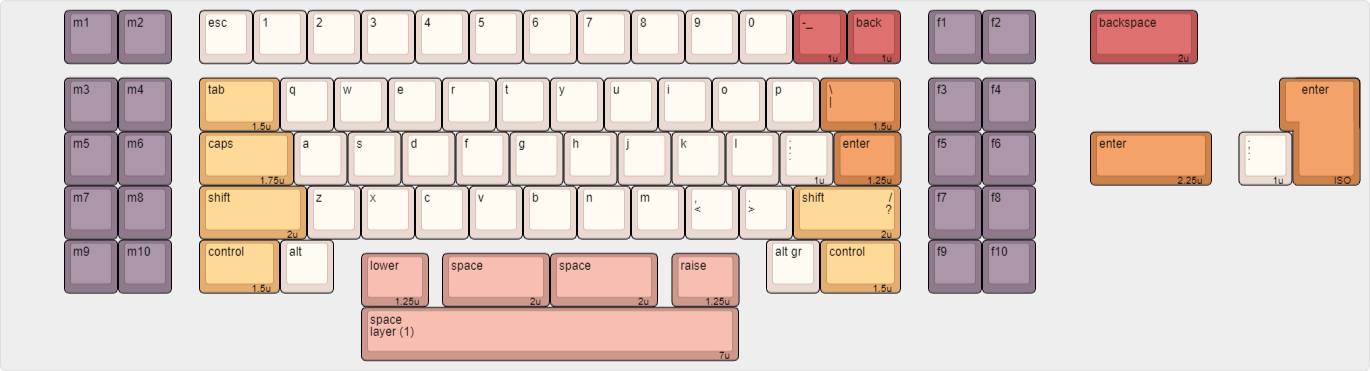 m1 m2 esc 1 2 3 4 5 6 7 8 9 0 -_ back f1 f2 backspace
1u 1u 2u
m3 m4 tab q w e r t y u i o p \ f3 f4 enter
|
1.5u 1.5u
m5 m6 caps a s d f g h j k l ; enter f5 f6 enter ;
: :
1.75u 1u 1.25u 2.25u 1u ISO
m7 m8 shift z x c v b n m , . shift / f7 f8
< > ?
2u 2u
m9 m10 control alt alt gr control f9 f10
lower space space raise
1.5u 1.5u
1.25u 2u 2u 1.25u
space
layer (1)
7u